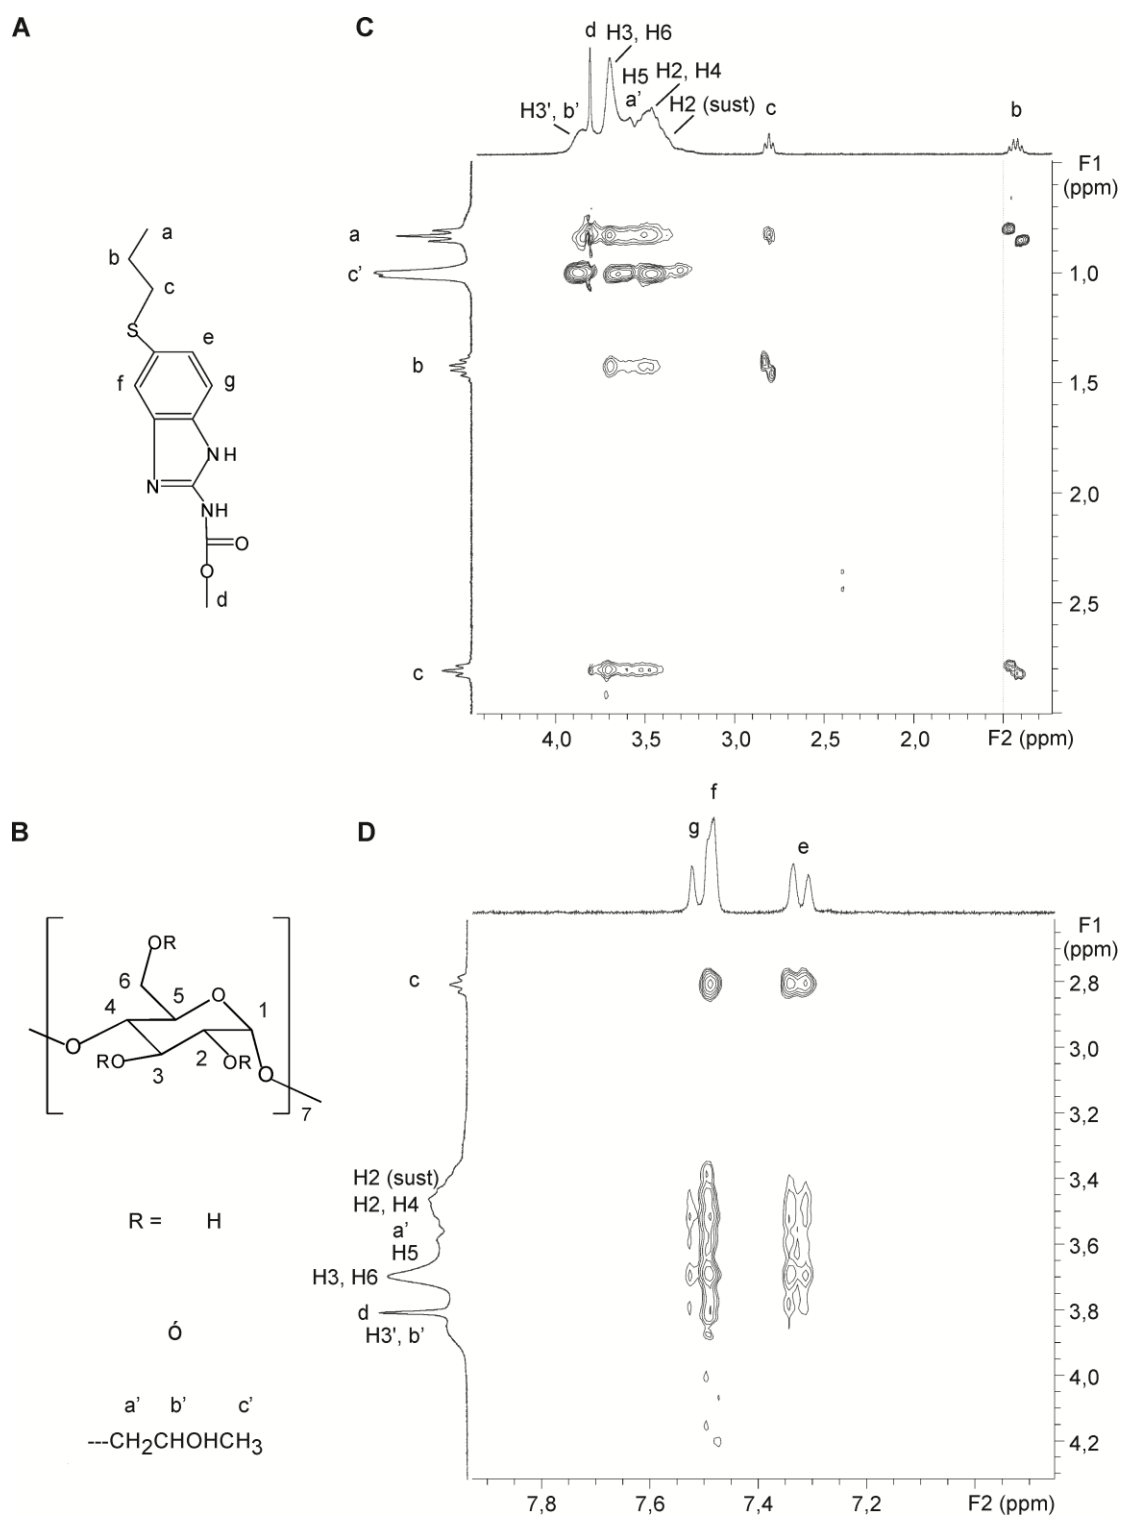 A
a
b
c
S
e
f
g
N H
N
NH
O
O
d
C
d H3, H6
H5 H2, H4
a'
H2 (sust)
H3', b'
c
b
F1
(ppm)
a
c'
1,0
b
1,5
2,0
2,5
c
4,0 3,5 3,0 2,5 2,0 F2 (ppm)
B
OR
6
5
4
O
1
O
RO
3
2
OR
O
7
R = H
Ó
a' b' c'
---CH2CHOHCH3
D
f
g
e
F1
(ppm)
c
2,8
3,0
3,2
H2 (sust)
3,4
H2, H4
a'
H5
3,6
H3, H6
d
3,8
H3', b'
4,0
4,2
7,8 7,6 7,4 7,2 F2 (ppm)